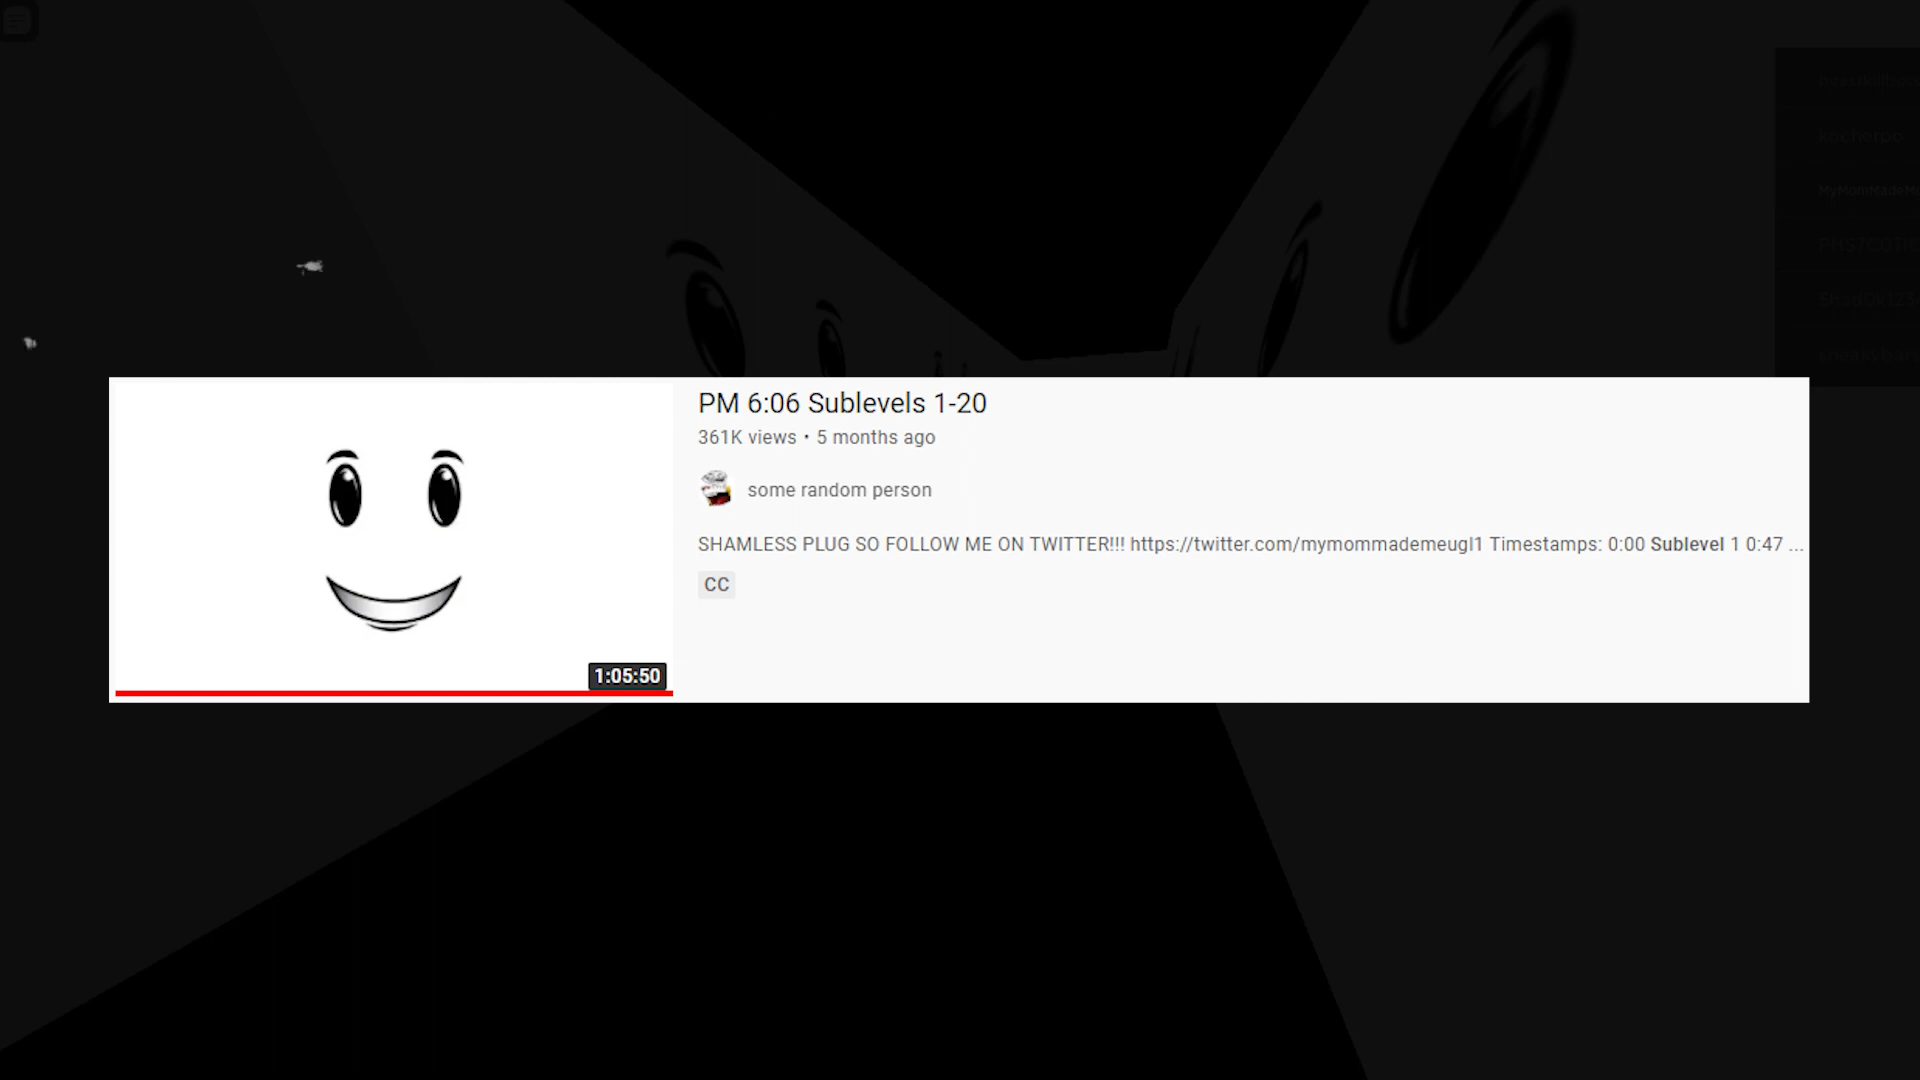 PM 6:06 Sublevels 1-20
361K views • 5 months ago
some random person
SHAMLESS PLUG SO FOLLOW ME ON TWITTER!!! https://twitter.com/mymommademeugl1 Timestamps: 0:00 Sublevel 1 0:47 ...
CC
1:05:50